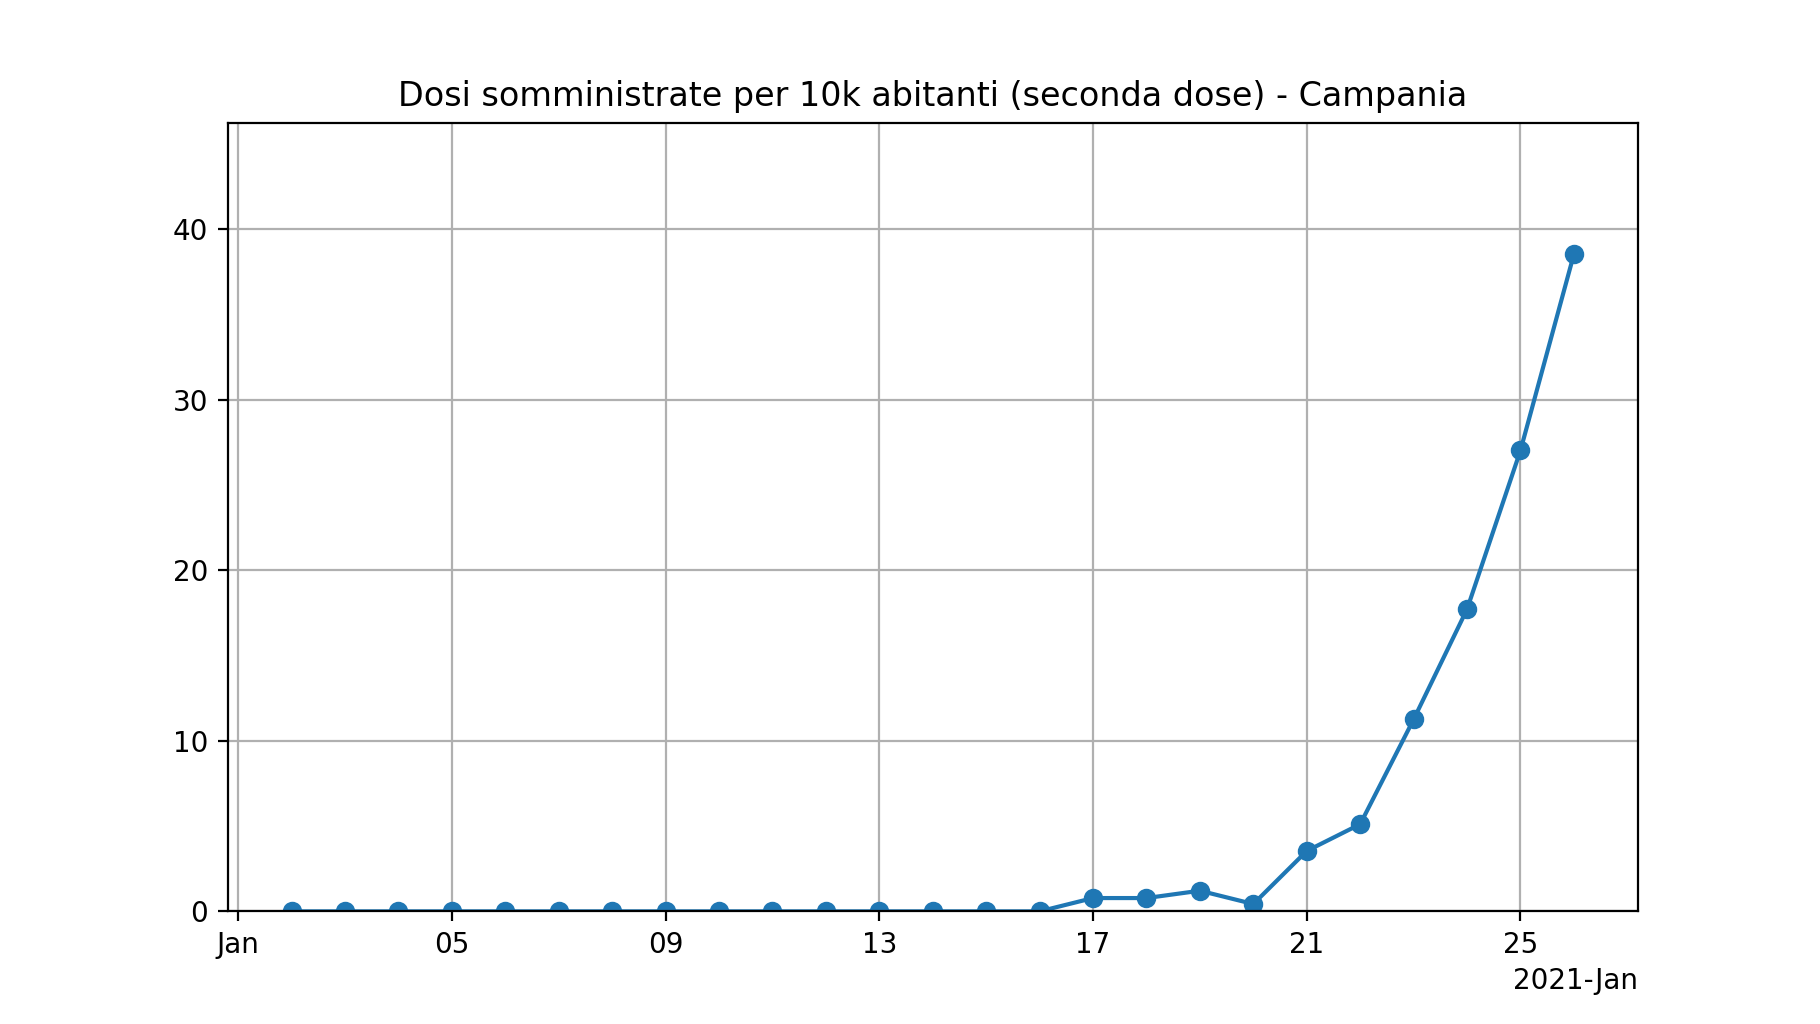 Dosi somministrate per 10k abitanti (seconda dose) - Campania
40
30
20
10
0
Jan 05 09 13 17 21 25
2021-Jan